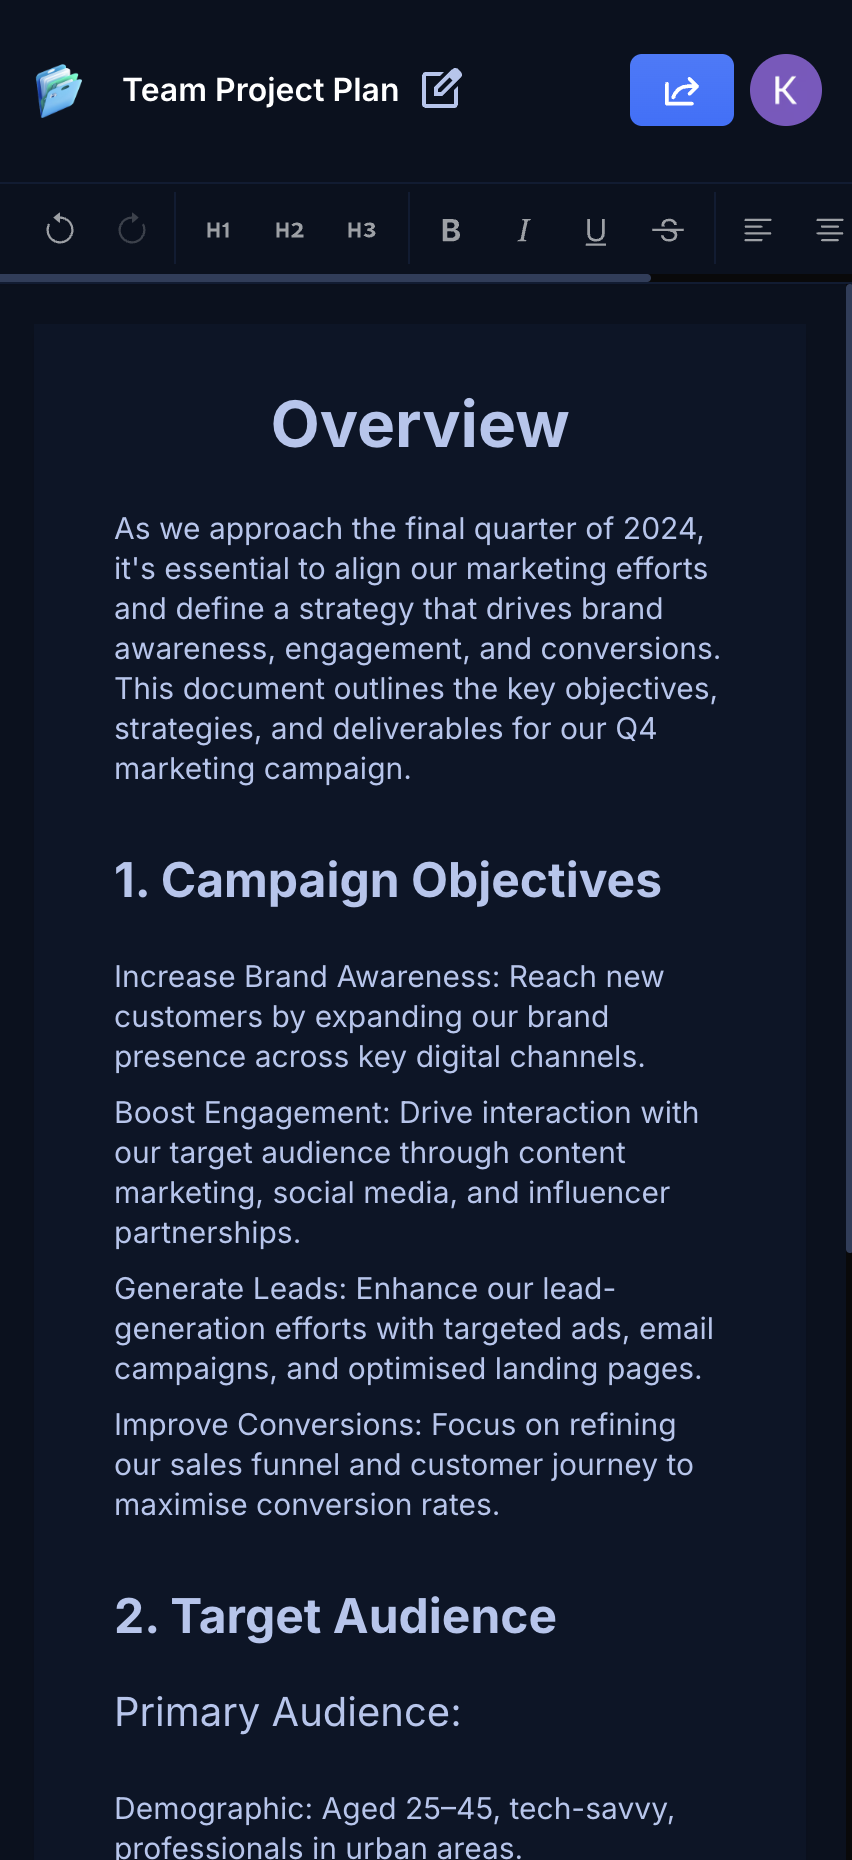 Team Project Plan
K
H1 H2 H3 B I U S
Overview
As we approach the final quarter of 2024,
it's essential to align our marketing efforts
and define a strategy that drives brand
awareness, engagement, and conversions.
This document outlines the key objectives,
strategies, and deliverables for our Q4
marketing campaign.
1. Campaign Objectives
Increase Brand Awareness: Reach new
customers by expanding our brand
presence across key digital channels.
Boost Engagement: Drive interaction with
our target audience through content
marketing, social media, and influencer
partnerships.
Generate Leads: Enhance our lead-
generation efforts with targeted ads, email
campaigns, and optimised landing pages.
Improve Conversions: Focus on refining
our sales funnel and customer journey to
maximise conversion rates.
2. Target Audience
Primary Audience:
Demographic: Aged 25–45, tech-savvy,
professionals in urban areas.